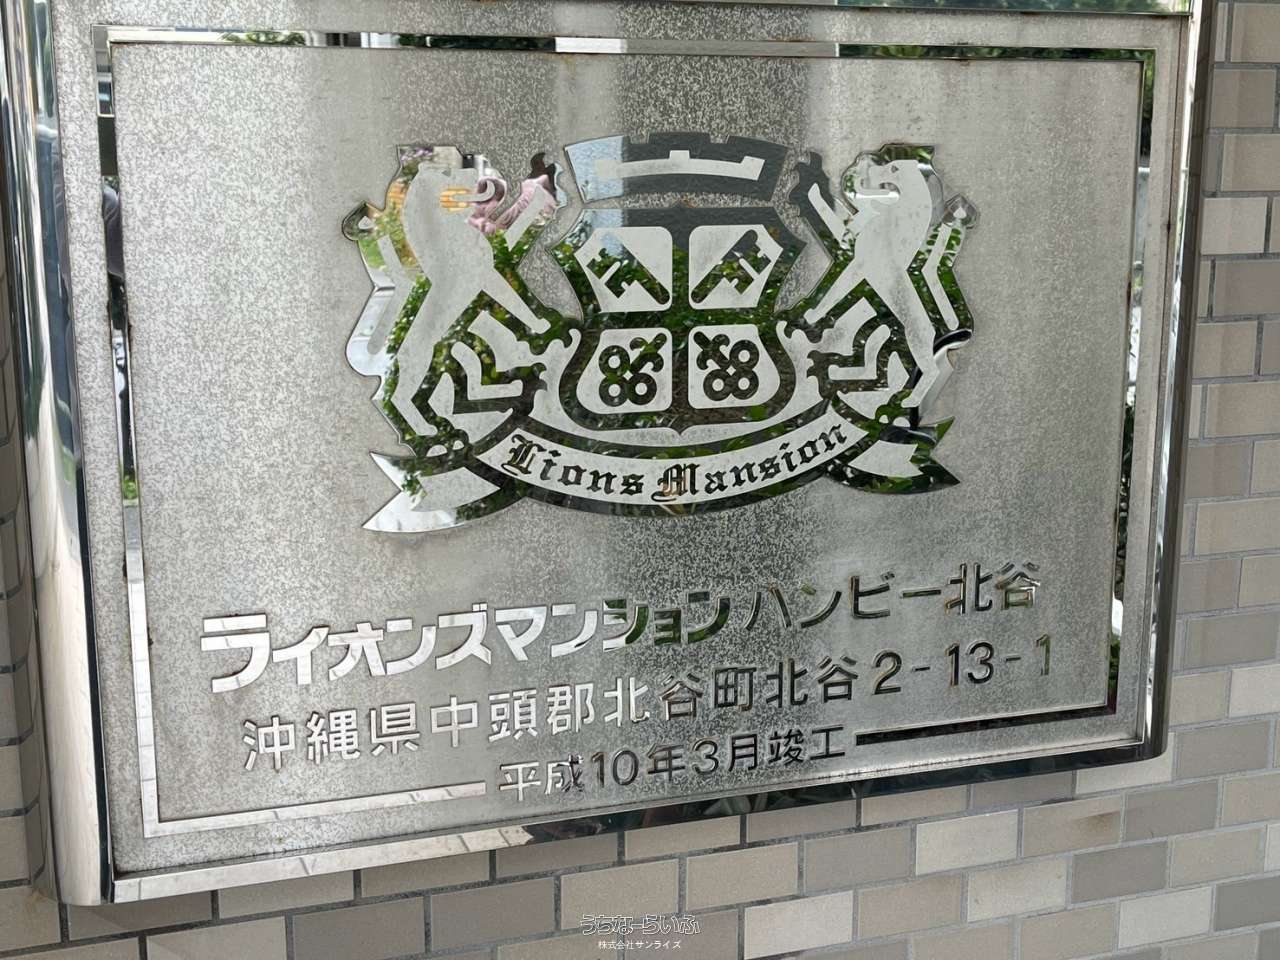 Lions Mansion
ライオンズマンションハンビー北谷
沖縄県中頭郡北谷町北谷2-13-1
平成10年3月竣工
うちなーらいふ
株式会社サンライズ